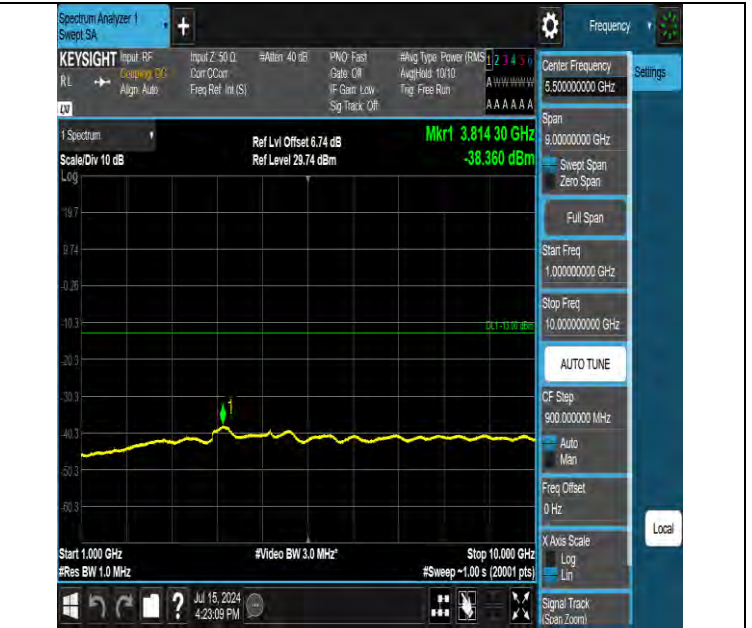 Spectrum Analyzer 1
Swept SA
Frequency
KEYSIGHT
RL
Input: RF
Coupling: DC
Align: Auto
Input Z: 50 Ω
Corr CCorr
Freq Ref: Int (S)
#Atten: 40 dB
PNO: Fast
Gate: Off
IF Gain: Low
Sig Track: Off
#Avg Type: Power (RMS
Avg|Hold: 10/10
Trig: Free Run
1 2 3 4 5 6
A W W W W W
A A A A A A
Center Frequency
5.500000000 GHz
Settings
Span
9.00000000 GHz
Swept Span
Zero Span
Full Span
Start Freq
1.000000000 GHz
Stop Freq
10.000000000 GHz
AUTO TUNE
CF Step
900.000000 MHz
Auto
Man
Freq Offset
0 Hz
X Axis Scale
Log
Lin
Signal Track
(Span Zoom)
Local
1 Spectrum
Scale/Div 10 dB
Log
Ref Lvl Offset 6.74 dB
Ref Level 29.74 dBm
Mkr1 3.814 30 GHz
-38.360 dBm
19.7
9.74
-0.26
-10.3
DL1 -13.00 dBm
-20.3
-30.3
1
-40.3
-50.3
-60.3
Start 1.000 GHz
#Res BW 1.0 MHz
#Video BW 3.0 MHz*
Stop 10.000 GHz
#Sweep ~1.00 s (20001 pts)
Jul 15, 2024
4:23:09 PM